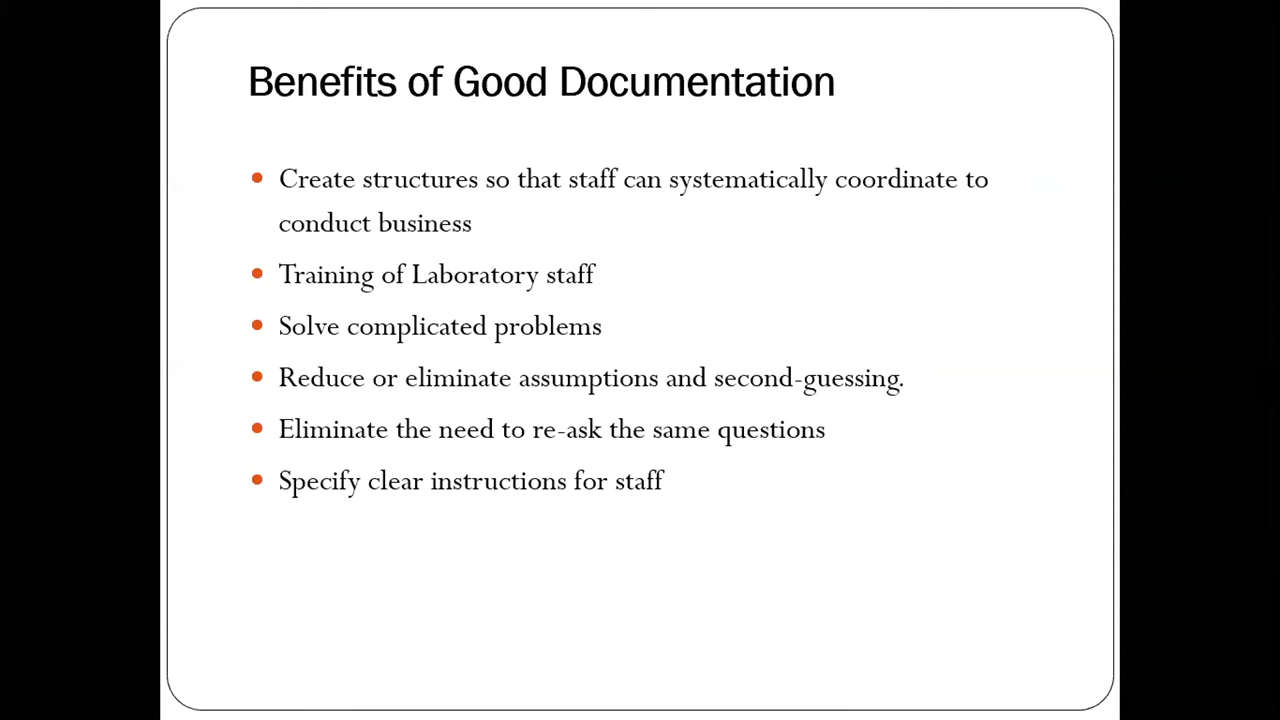 Benefits of Good Documentation
• Create structures so that staff can systematically coordinate to
conduct business
• Training of Laboratory staff
• Solve complicated problems
• Reduce or eliminate assumptions and second-guessing.
• Eliminate the need to re-ask the same questions
• Specify clear instructions for staff